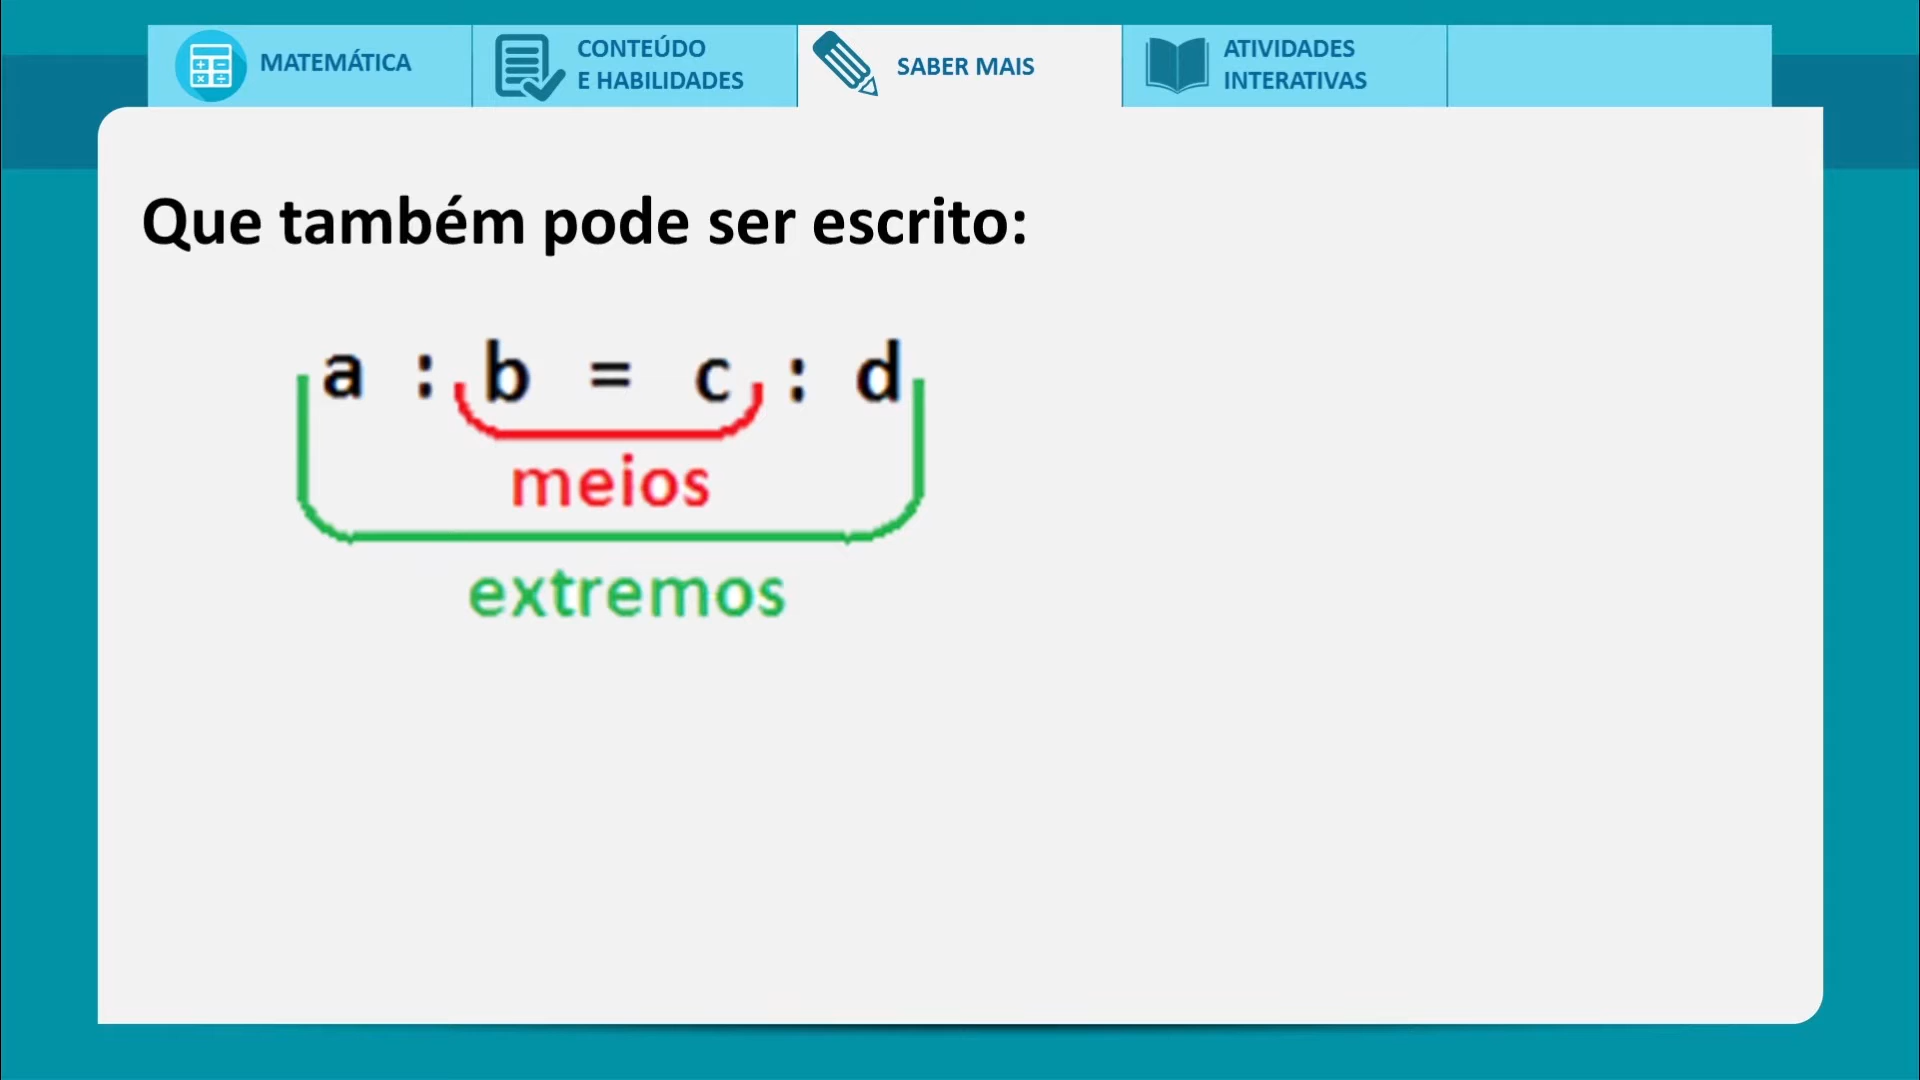 MATEMÁTICA
CONTEÚDO
E HABILIDADES
SABER MAIS
ATIVIDADES
INTERATIVAS
Que também pode ser escrito:
a : b = c : d
meios
extremos